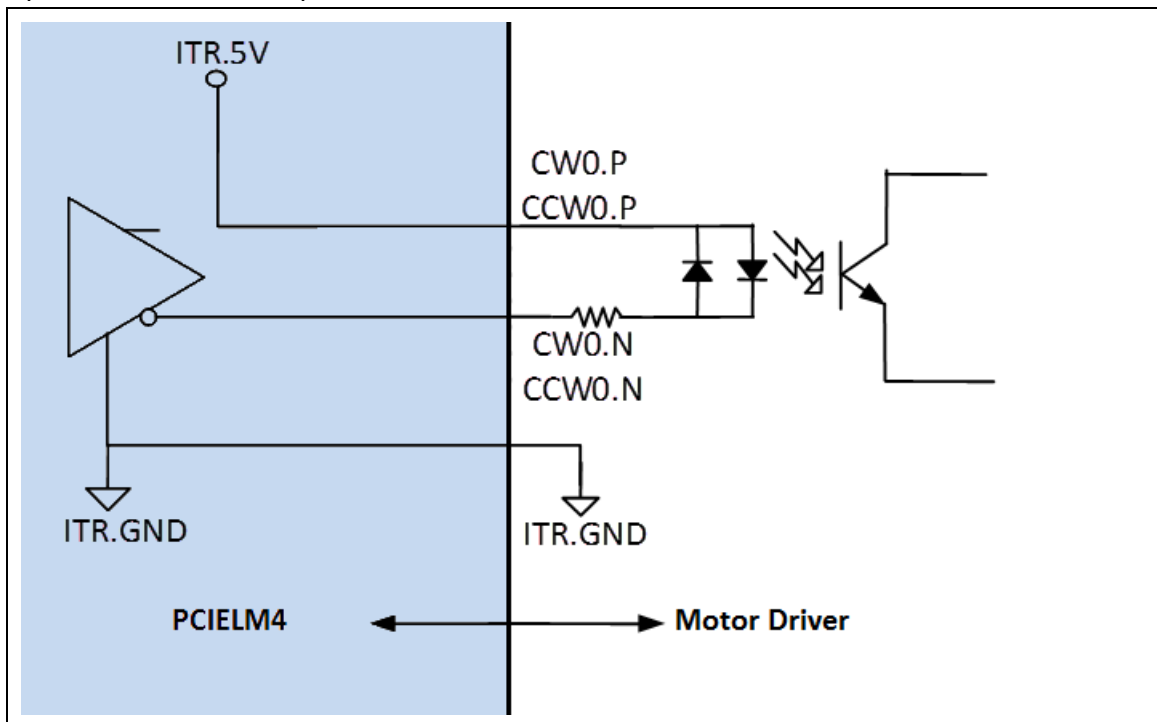 ITR.5V
CW0.P
CCW0.P
CW0.N
CCW0.N
ITR.GND
ITR.GND
PCIELM4
Motor Driver